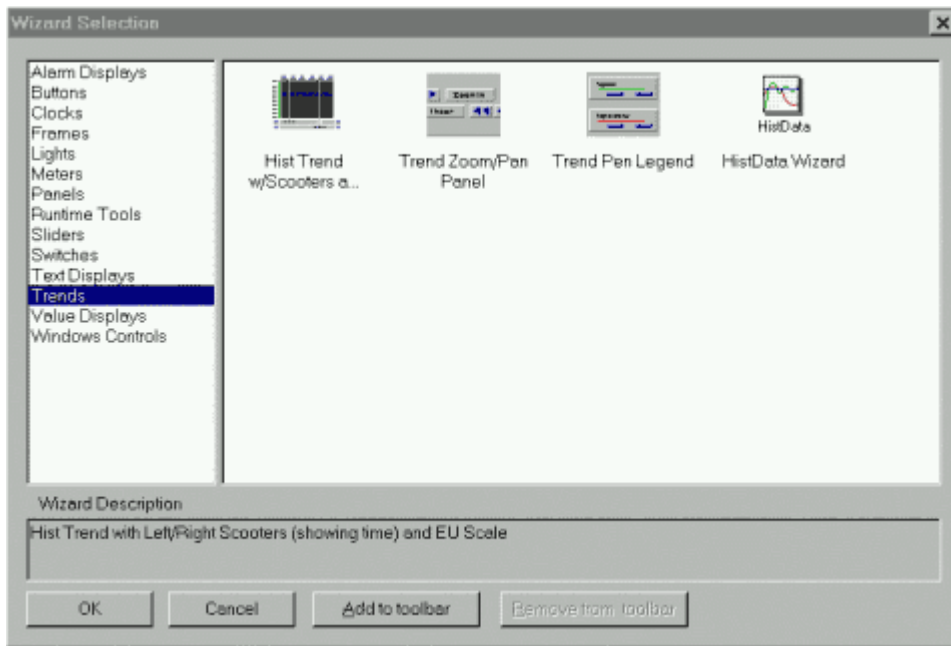 Wizard Selection
Alarm Displays
Buttons
Clocks
Frames
Lights
Meters
Panels
Runtime Tools
Sliders
Switches
Text Displays
Trends
Value Displays
Windows Controls
Hist Trend
w/Scooters a...
Zoom In
Trend Zoom/Pan
Panel
Trend Pen Legend
HistData
HistData Wizard
Wizard Description
Hist Trend with Left/Right Scooters (showing time) and EU Scale
OK
Cancel
Add to toolbar
Remove from toolbar